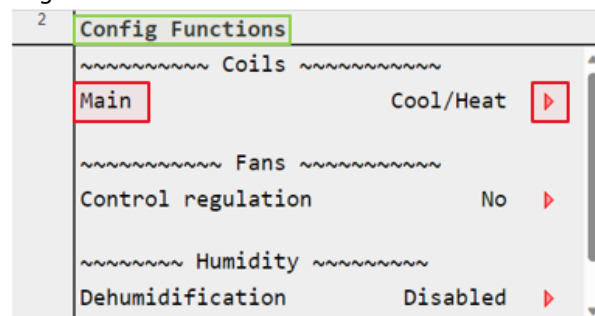 2
Config Functions
~~~~~~~~~~ Coils ~~~~~~~~~~~
Main Cool/Heat
~~~~~~~~~~~ Fans ~~~~~~~~~~~
Control regulation No
~~~~~~~~ Humidity ~~~~~~~~~
Dehumidification Disabled